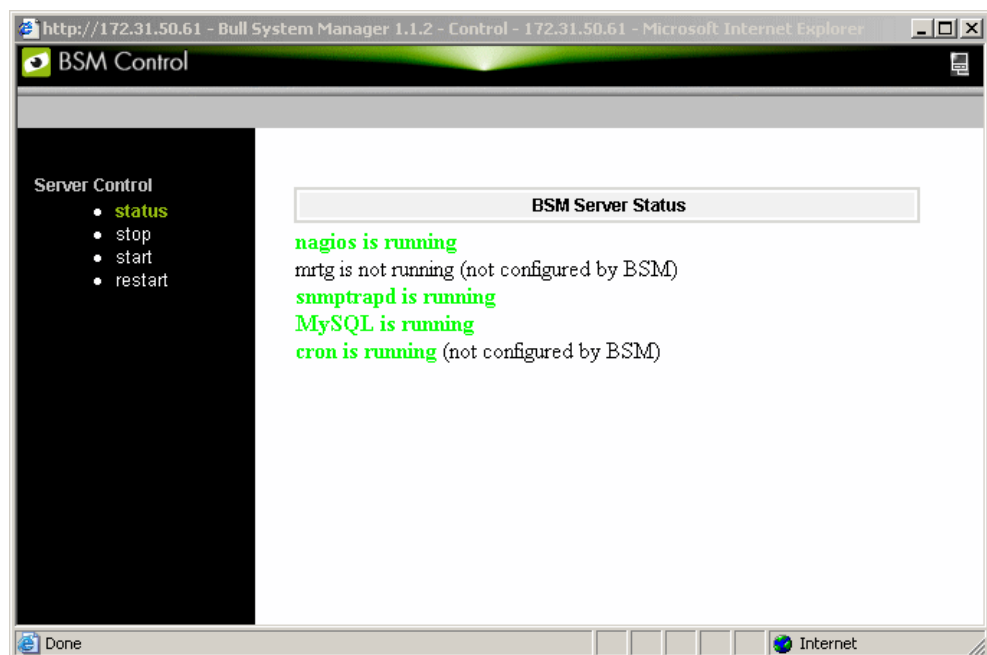 http://172.31.50.61 - Bull System Manager 1.1.2 - Control - 172.31.50.61 - Microsoft Internet Explorer
BSM Control
Server Control
status
stop
start
restart
BSM Server Status
nagios is running
mrtg is not running (not configured by BSM)
snmptrapd is running
MySQL is running
cron is running (not configured by BSM)
Done
Internet